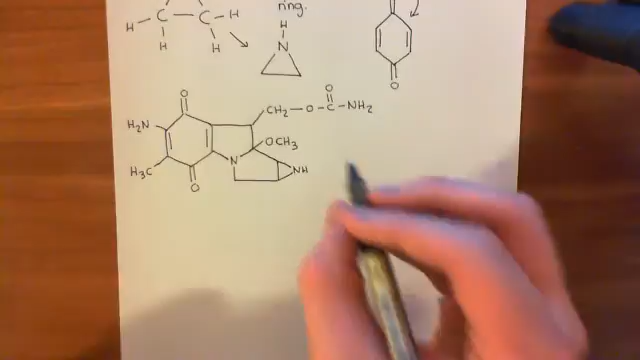 ring.
H C C H
H H
H
N
O
O
CH₂ O C NH₂
O
H₂N
OCH₃
N
NH
H₃C
O